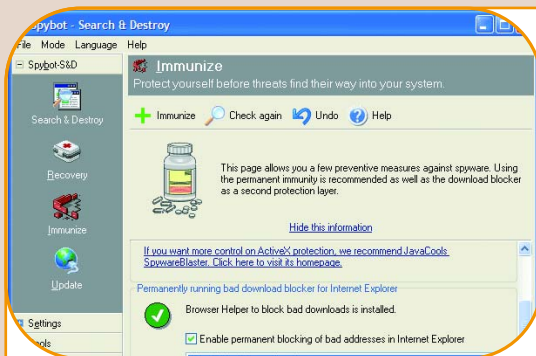 Spybot - Search & Destroy
File Mode Language Help
Spybot-S&D
Search & Destroy
Recovery
Immunize
Update
Settings
Tools
Immunize
Protect yourself before threats find their way into your system.
Immunize Check again Undo Help
This page allows you a few preventive measures against spyware. Using
the permanent immunity is recommended as well as the download blocker
as a second protection layer.
Hide this information
If you want more control on ActiveX protection, we recommend JavaCools
SpywareBlaster. Click here to visit its homepage.
Permanently running bad download blocker for Internet Explorer
Browser Helper to block bad downloads is installed.
Enable permanent blocking of bad addresses in Internet Explorer